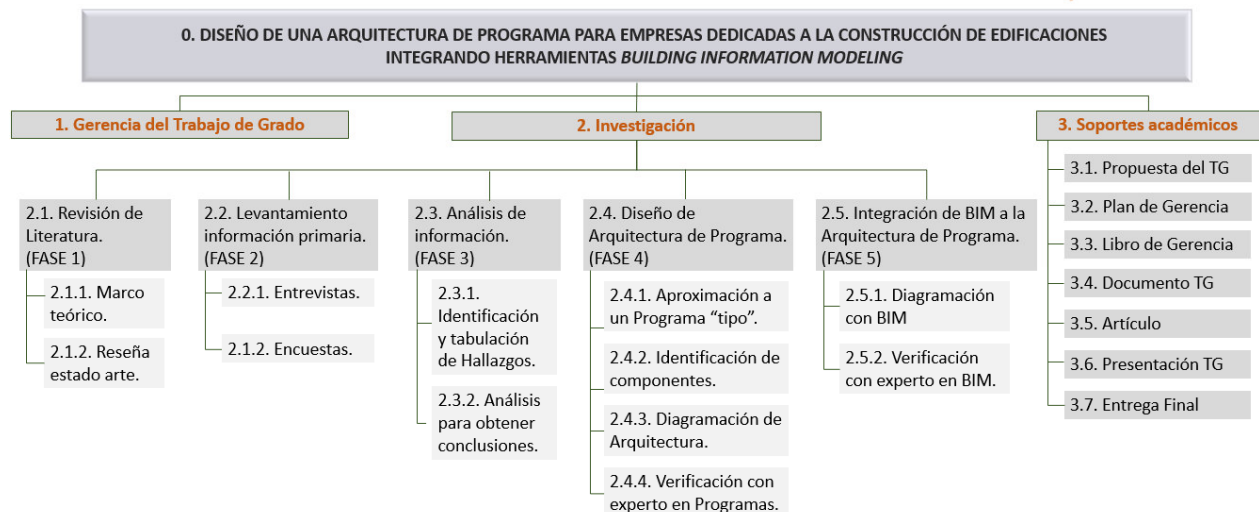 0. DISEÑO DE UNA ARQUITECTURA DE PROGRAMA PARA EMPRESAS DEDICADAS A LA CONSTRUCCIÓN DE EDIFICACIONES
INTEGRANDO HERRAMIENTAS BUILDING INFORMATION MODELING
1. Gerencia del Trabajo de Grado
2. Investigación
3. Soportes académicos
2.1. Revisión de
Literatura.
(FASE 1)
2.1.1. Marco
teórico.
2.1.2. Reseña
estado arte.
2.2. Levantamiento
información primaria.
(FASE 2)
2.2.1. Entrevistas.
2.1.2. Encuestas.
2.3. Análisis de
información.
(FASE 3)
2.3.1.
Identificación
y tabulación
de Hallazgos.
2.3.2. Análisis
para obtener
conclusiones.
2.4. Diseño de
Arquitectura de Programa.
(FASE 4)
2.4.1. Aproximación a
un Programa “tipo”.
2.4.2. Identificación de
componentes.
2.4.3. Diagramación de
Arquitectura.
2.4.4. Verificación con
experto en Programas.
2.5. Integración de BIM a la
Arquitectura de Programa.
(FASE 5)
2.5.1. Diagramación
con BIM
2.5.2. Verificación
con experto en BIM.
3.1. Propuesta del TG
3.2. Plan de Gerencia
3.3. Libro de Gerencia
3.4. Documento TG
3.5. Artículo
3.6. Presentación TG
3.7. Entrega Final